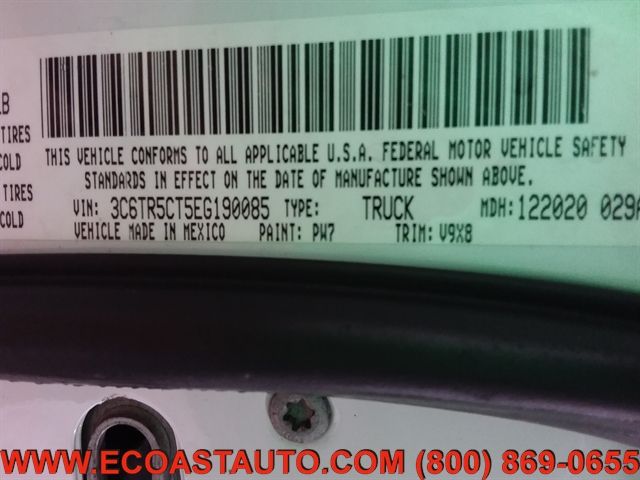 LB
TIRES
COLD
TIRES
COLD
THIS VEHICLE CONFORMS TO ALL APPLICABLE U.S.A. FEDERAL MOTOR VEHICLE SAFETY
STANDARDS IN EFFECT ON THE DATE OF MANUFACTURE SHOWN ABOVE.
VIN: 3C6TR5CT5EG190085 TYPE: TRUCK MDH: 122020 029A
VEHICLE MADE IN MEXICO PAINT: PW7 TRIM: V9X8
WWW.ECOASTAUTO.COM (800) 869-0655